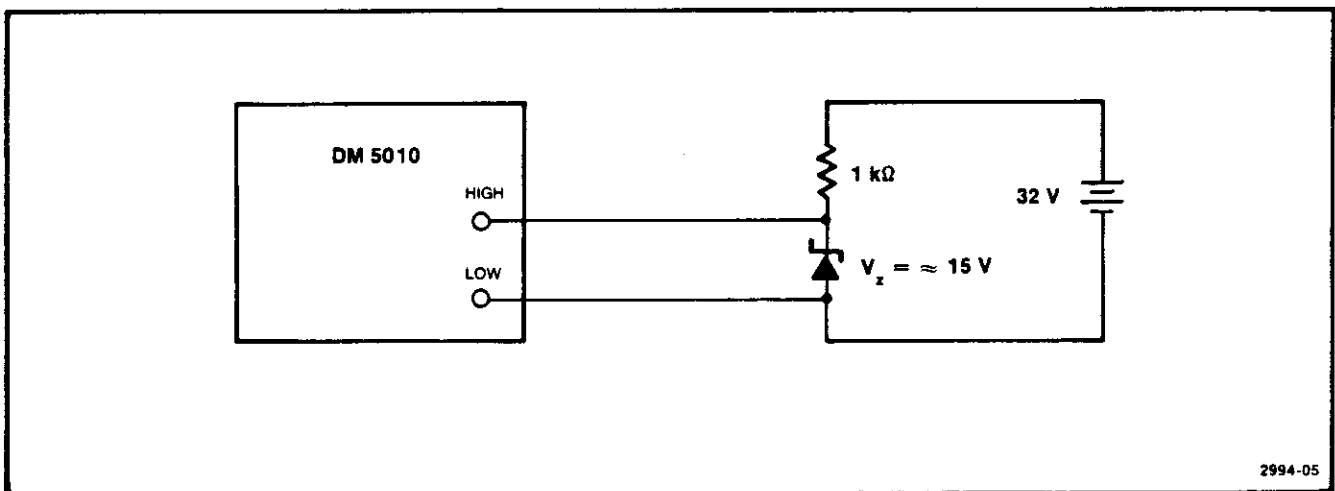 DM 5010
HIGH
LOW
1 kΩ
32 V
V_z = ≈ 15 V
2994-05